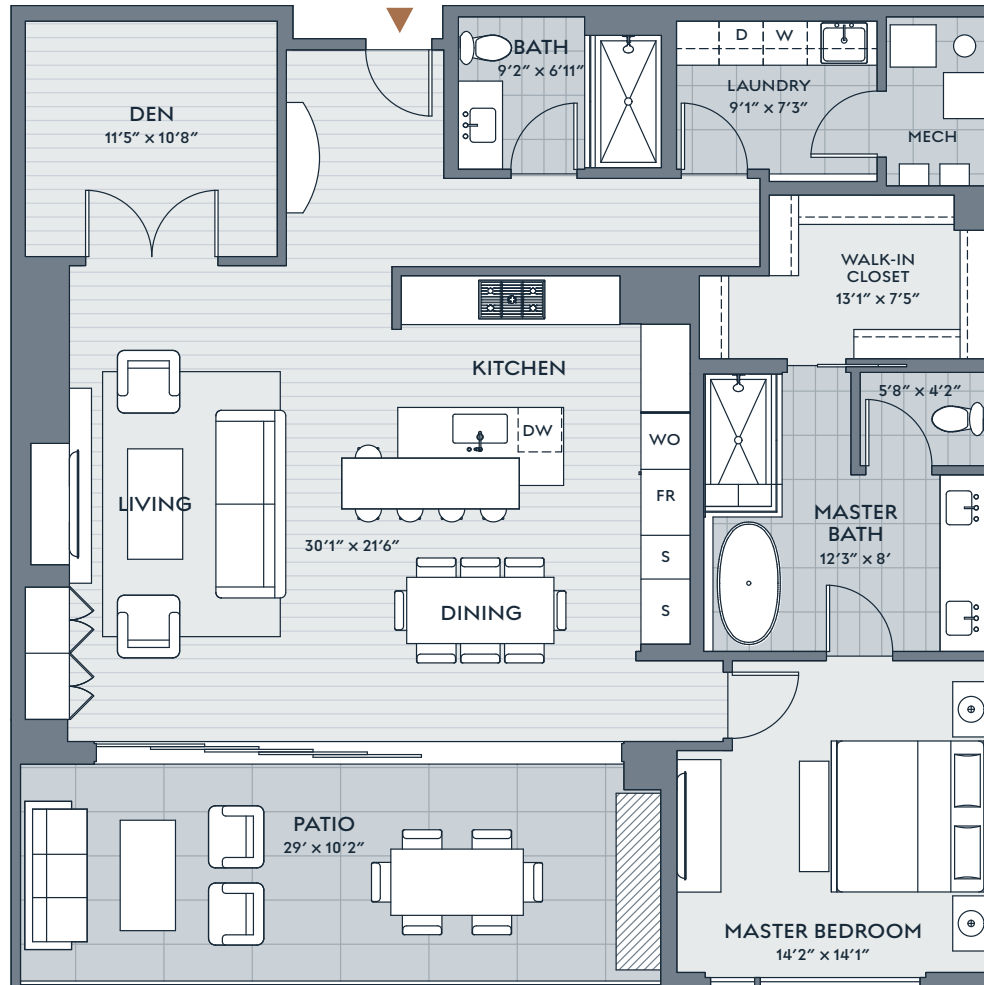 BATH
9'2" x 6'11"
D W
LAUNDRY
9'1" x 7'3"
MECH
DEN
11'5" x 10'8"
WALK-IN
CLOSET
13'1" x 7'5"
KITCHEN
5'8" x 4'2"
DW
WO
FR
S
S
LIVING
30'1" x 21'6"
DINING
MASTER
BATH
12'3" x 8'
PATIO
29' x 10'2"
MASTER BEDROOM
14'2" x 14'1"